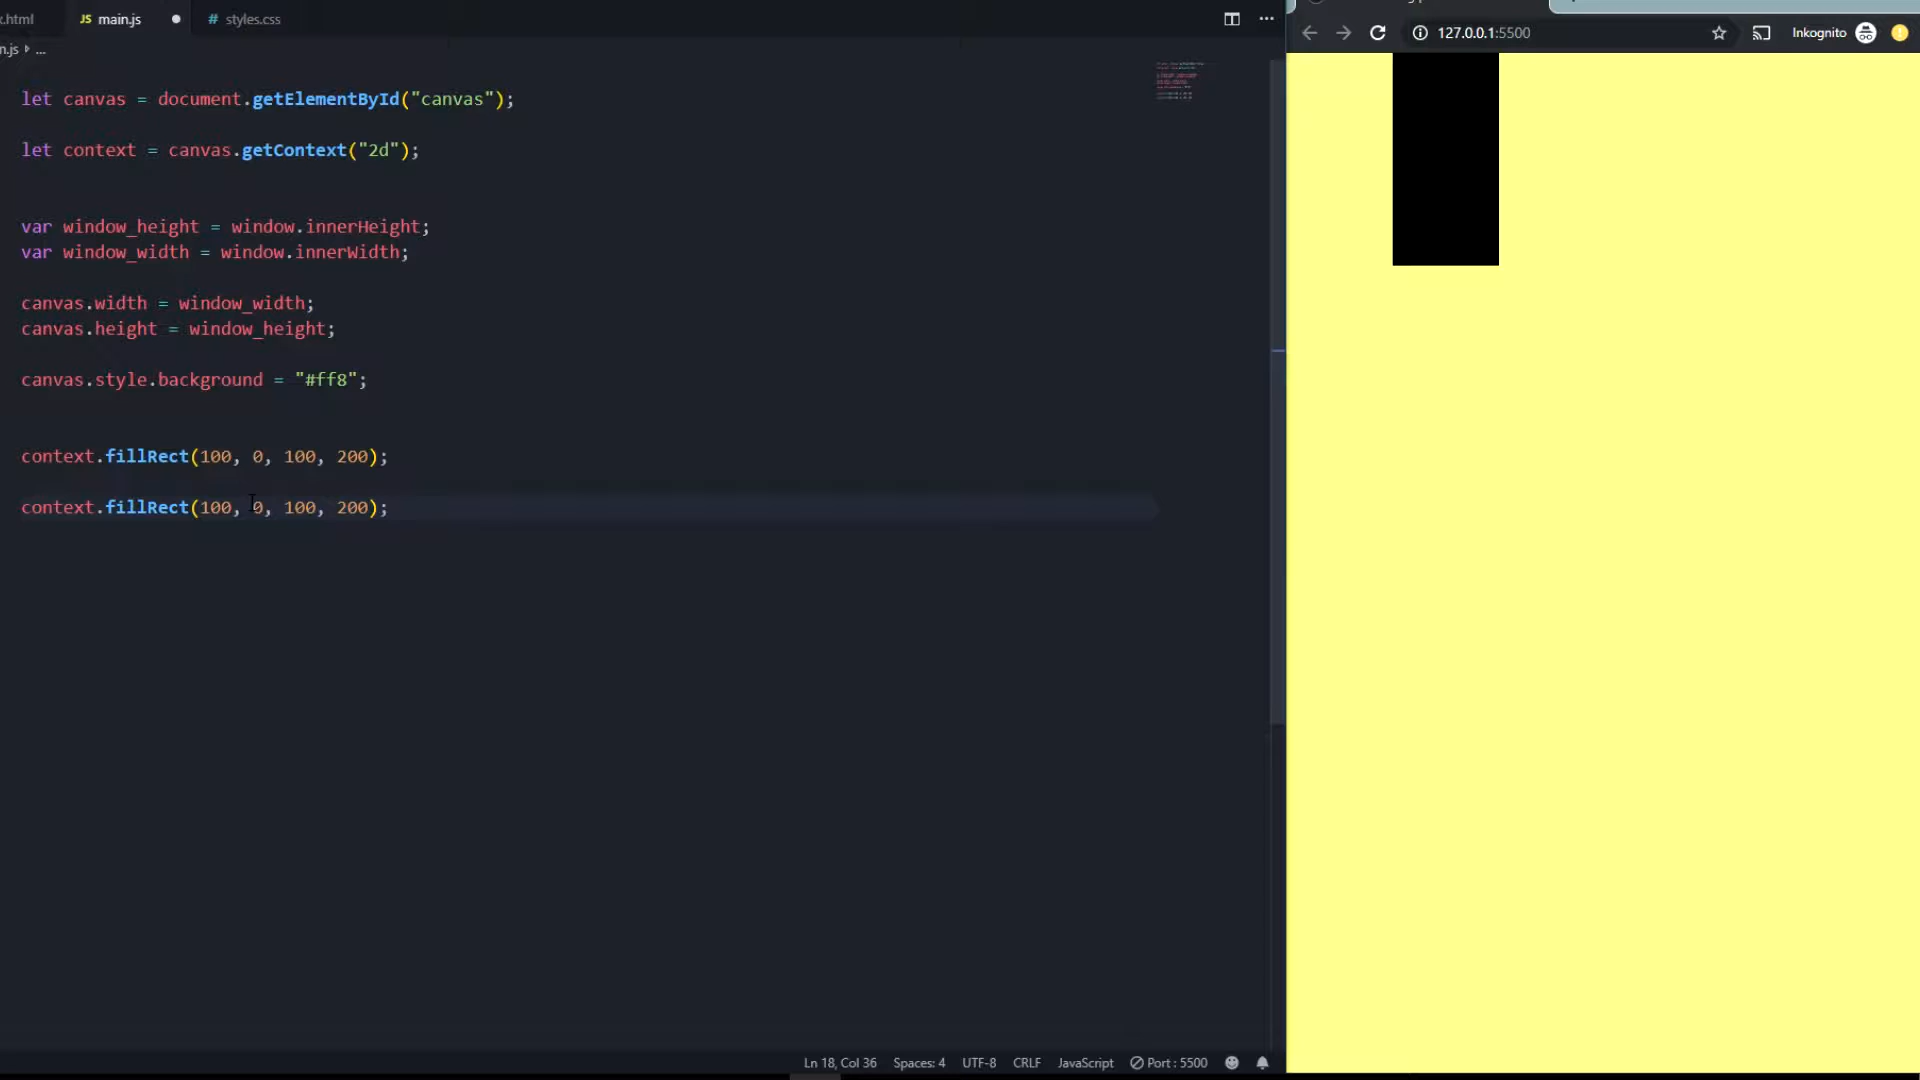 .html
JS main.js
# styles.css
n.js ...
let canvas = document.getElementById("canvas");
let context = canvas.getContext("2d");
var window_height = window.innerHeight;
var window_width = window.innerWidth;
canvas.width = window_width;
canvas.height = window_height;
canvas.style.background = "#ff8";
context.fillRect(100, 0, 100, 200);
context.fillRect(100, 0, 100, 200);
Ln 18, Col 36 Spaces: 4 UTF-8 CRLF JavaScript Port : 5500
127.0.0.1:5500
Inkognito